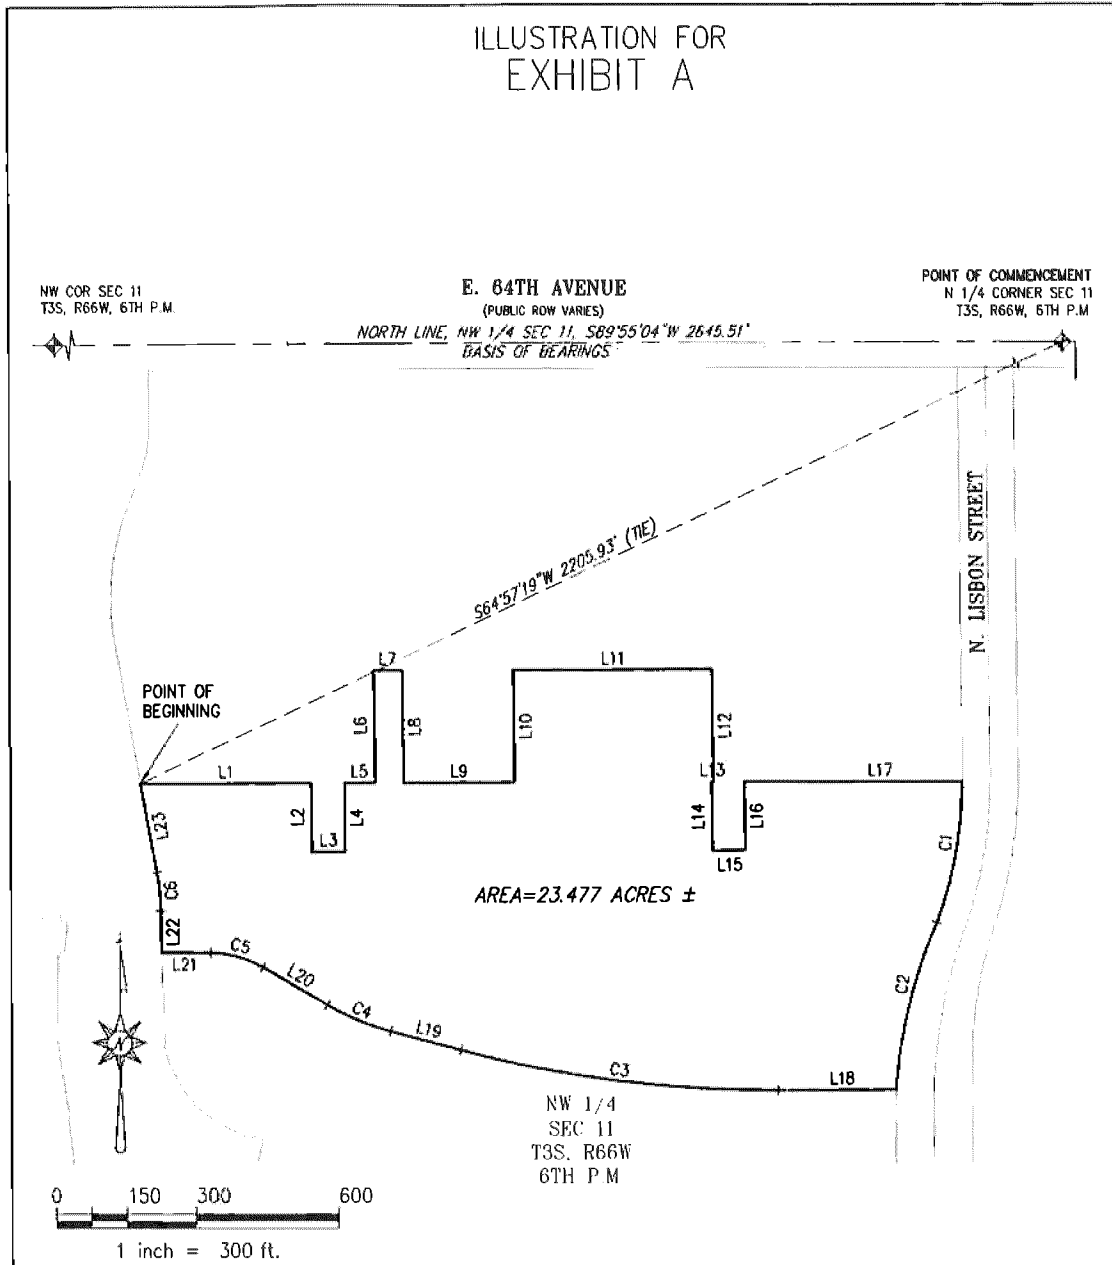 ILLUSTRATION FOR
EXHIBIT A
NW COR SEC 11
T3S, R66W, 6TH P.M.
E. 64TH AVENUE
(PUBLIC ROW VARIES)
NORTH LINE, NW 1/4 SEC 11, S89°55'04"W 2645.51'
BASIS OF BEARINGS
POINT OF COMMENCEMENT
N 1/4 CORNER SEC 11
T3S, R66W, 6TH P.M
S64°57'19"W 2205.93' (TIE)
N. LISBON STREET
POINT OF
BEGINNING
L1
L2
L3
L4
L5
L6
L7
L8
L9
L10
L11
L12
L13
L14
L15
L16
L17
C1
C2
L18
C3
L19
C4
L20
C5
L21
L22
C6
L23
AREA=23.477 ACRES ±
NW 1/4
SEC 11
T3S, R66W
6TH P M
N
0 150 300 600
1 inch = 300 ft.